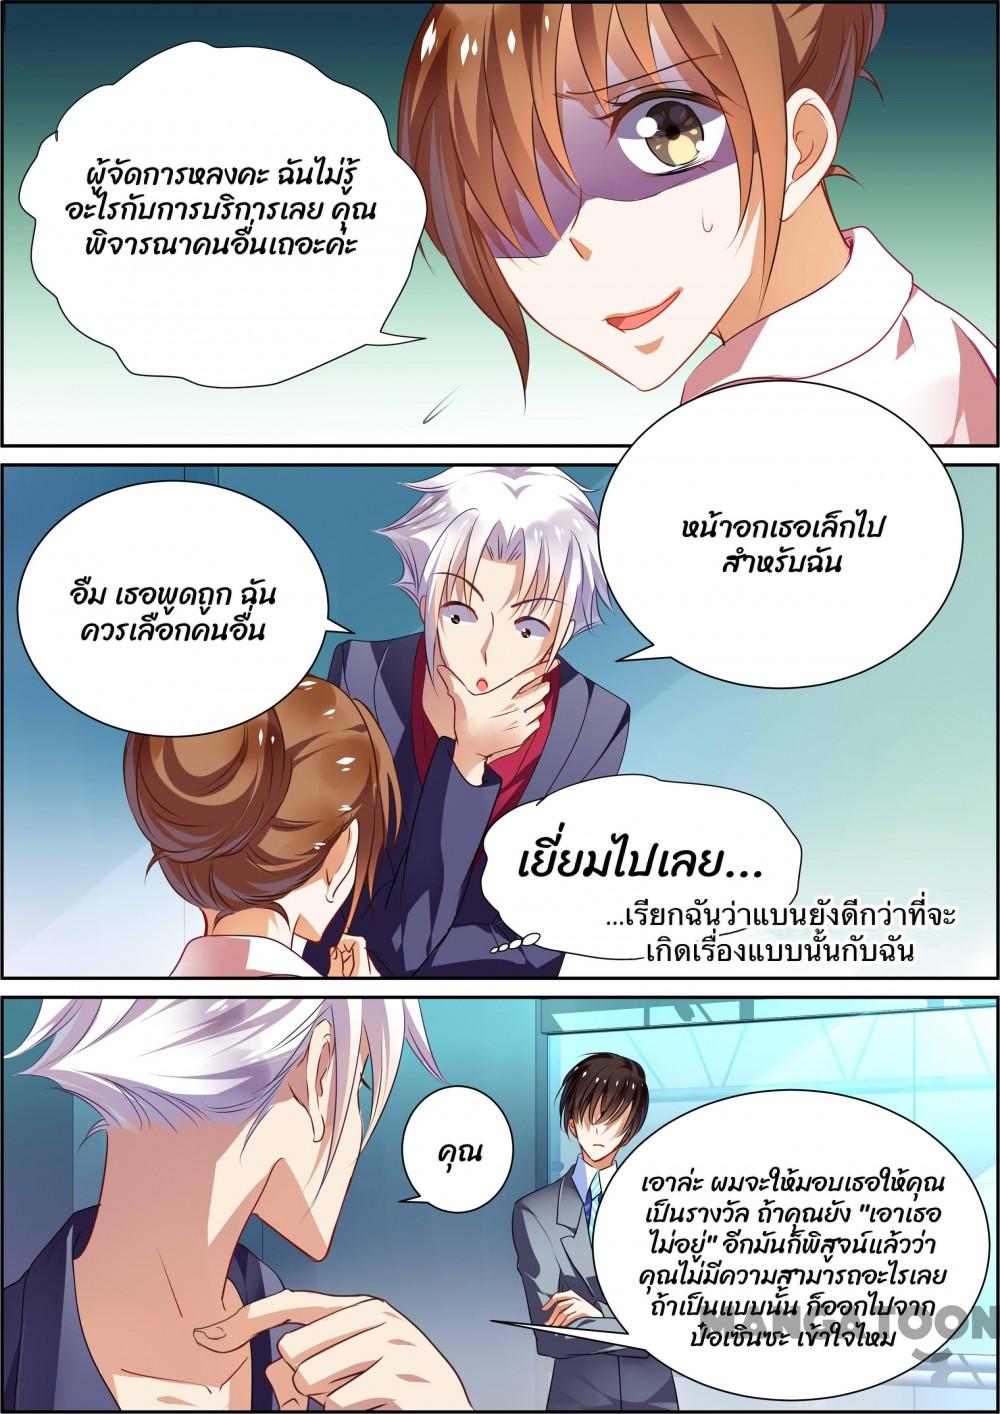 ผู้จัดการหลงคะ ฉันไม่รู้
อะไรกับการบริการเลย คุณ
พิจารณาคนอื่นเถอะค่ะ
หน้าอกเธอเล็กไป
สำหรับฉัน
อืม เธอพูดถูก ฉัน
ควรเลือกคนอื่น
เยี่ยมไปเลย...
...เรียกฉันว่าแบนยังดีกว่าที่จะ
เกิดเรื่องแบบนั้นกับฉัน
คุณ
เอาล่ะ ผมจะให้มอบเธอให้คุณ
เป็นรางวัล ถ้าคุณยัง "เอาเธอ
ไม่อยู่" อีกมันก็พิสูจน์แล้วว่า
คุณไม่มีความสามารถอะไรเลย
ถ้าเป็นแบบนั้น ก็ออกไปจาก
ป๋อเซินซะ เข้าใจไหม
MANGATOON